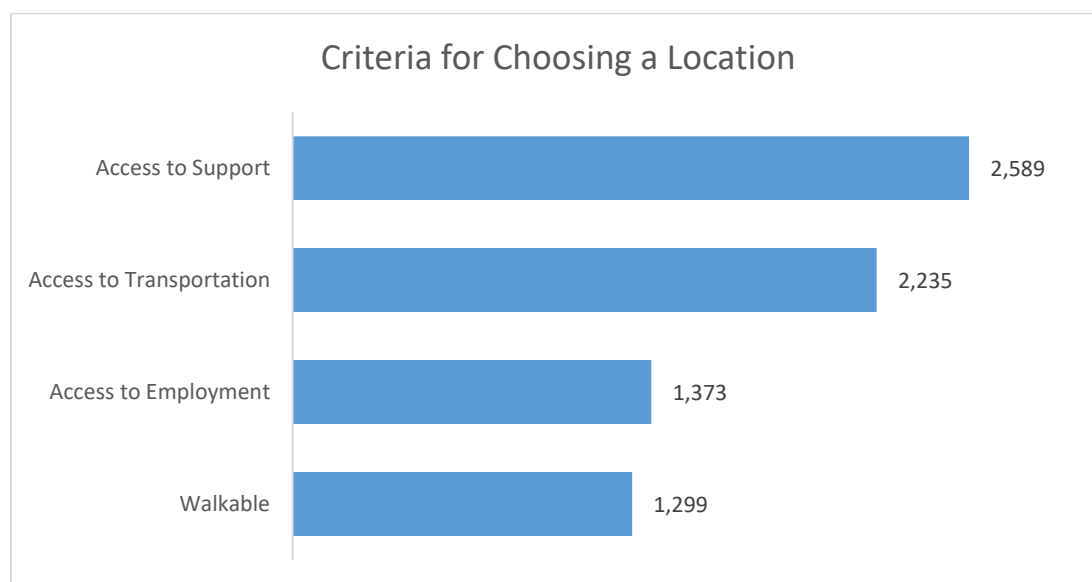 Criteria for Choosing a Location
Access to Support
2,589
Access to Transportation
2,235
Access to Employment
1,373
Walkable
1,299